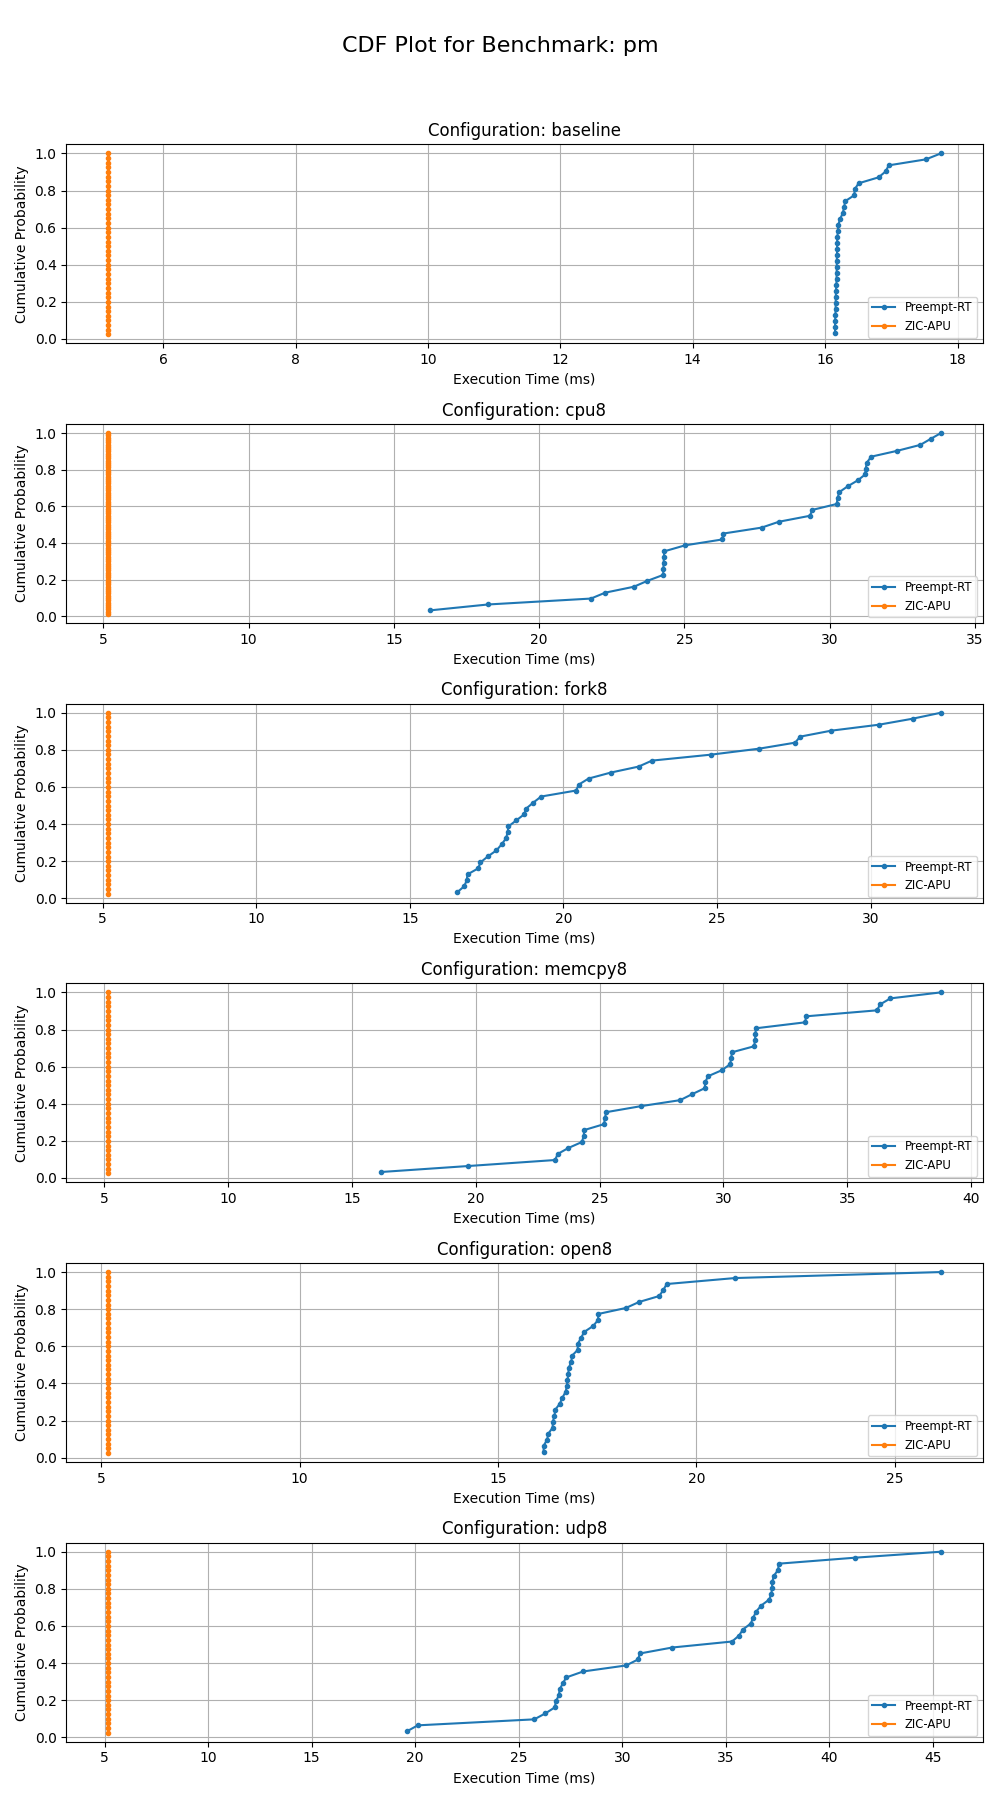 CDF Plot for Benchmark: pm
Configuration: baseline
Cumulative Probability
1.0
0.8
0.6
0.4
0.2
0.0
Preempt-RT
ZIC-APU
6 8 10 12 14 16 18
Execution Time (ms)
Configuration: cpu8
Cumulative Probability
1.0
0.8
0.6
0.4
0.2
0.0
Preempt-RT
ZIC-APU
5 10 15 20 25 30 35
Execution Time (ms)
Configuration: fork8
Cumulative Probability
1.0
0.8
0.6
0.4
0.2
0.0
Preempt-RT
ZIC-APU
5 10 15 20 25 30
Execution Time (ms)
Configuration: memcpy8
Cumulative Probability
1.0
0.8
0.6
0.4
0.2
0.0
Preempt-RT
ZIC-APU
5 10 15 20 25 30 35 40
Execution Time (ms)
Configuration: open8
Cumulative Probability
1.0
0.8
0.6
0.4
0.2
0.0
Preempt-RT
ZIC-APU
5 10 15 20 25
Execution Time (ms)
Configuration: udp8
Cumulative Probability
1.0
0.8
0.6
0.4
0.2
0.0
Preempt-RT
ZIC-APU
5 10 15 20 25 30 35 40 45
Execution Time (ms)